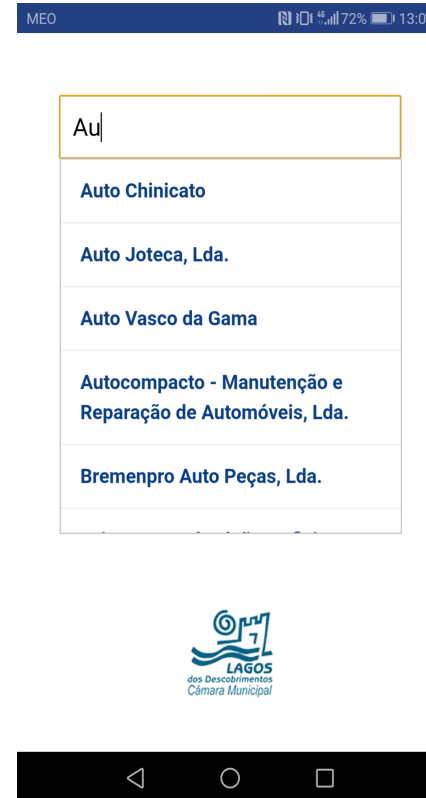 MEO 4G 72% 13:0
Au
Auto Chinicato
Auto Joteca, Lda.
Auto Vasco da Gama
Autocompacto - Manutenção e
Reparação de Automóveis, Lda.
Bremenpro Auto Peças, Lda.
LAGOS
dos Descobrimentos
Câmara Municipal